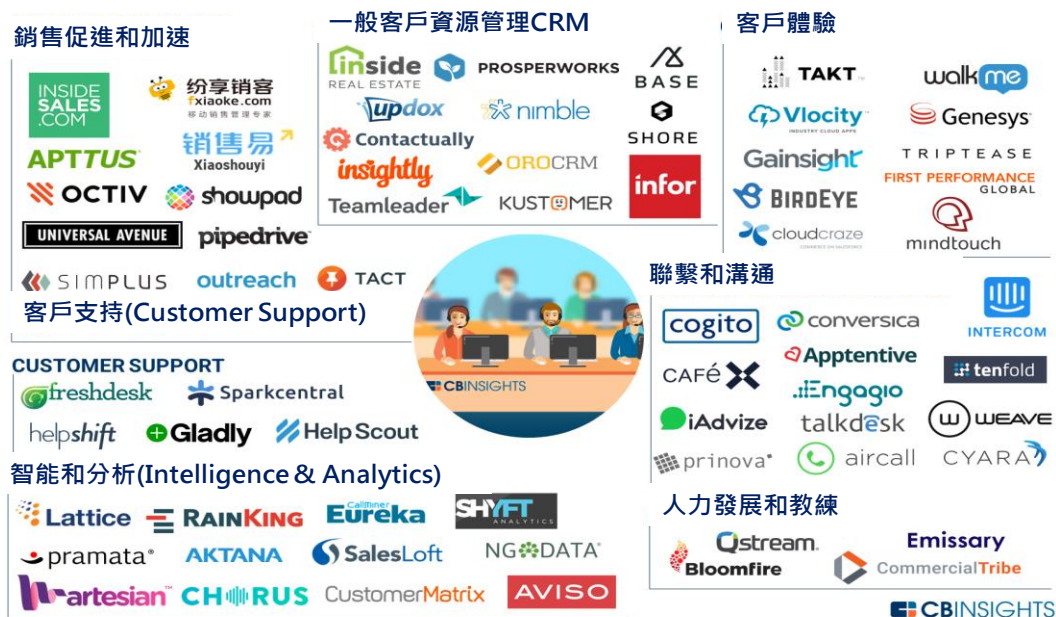 銷售促進和加速
INSIDE
SALES
.COM
纷享销客
fxiaoke.com
移动销售管理专家
APTTUS
销售易
Xiaoshouyi
OCTIV
showpad
UNIVERSAL AVENUE
pipedrive
SIMPLUS
outreach
TACT
一般客戶資源管理CRM
inside
REAL ESTATE
PROSPERWORKS
BASE
updox
nimble
SHORE
Contactually
insightly
OROCRM
infor
Teamleader
KUSTOMER
客戶體驗
TAKT
walkme
Vlocity
INDUSTRY CLOUD APPS
Genesys
Gainsight
TRIPTEASE
FIRST PERFORMANCE
GLOBAL
BIRDEYE
cloudcraze
COMMERCE ON SALESFORCE
mindtouch
客戶支持(Customer Support)
CUSTOMER SUPPORT
freshdesk
Sparkcentral
helpshift
Gladly
Help Scout
CBINSIGHTS
聯繫和溝通
cogito
conversica
INTERCOM
CAFÉ X
Apptentive
tenfold
Engagio
iAdvize
talkdesk
W WEAVE
prinova
aircall
CYARA
智能和分析(Intelligence & Analytics)
Lattice
RAINKING
Callminer
Eureka
SHYFT
ANALYTICS
pramata
AKTANA
SalesLoft
NGDATA
artesian
CHORUS
CustomerMatrix
AVISO
人力發展和教練
Qstream.
Emissary
Bloomfire
CommercialTribe
CBINSIGHTS